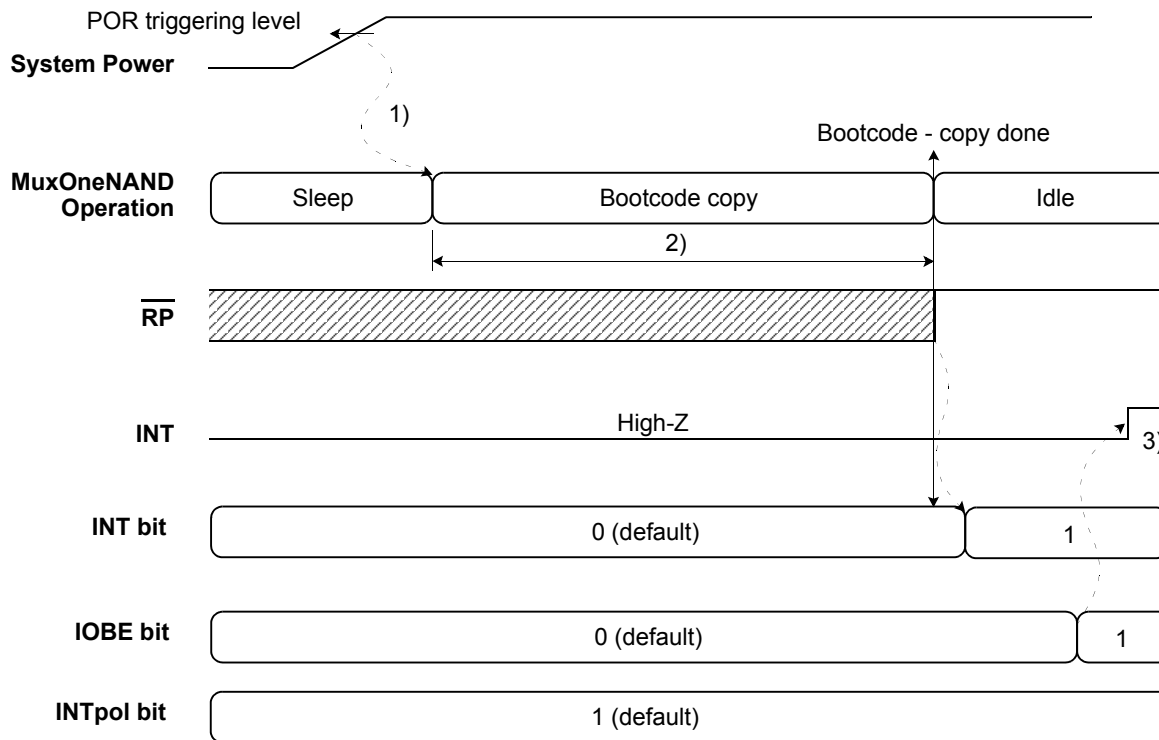 POR triggering level
System Power
1)
Bootcode - copy done
MuxOneNAND
Operation
Sleep
Bootcode copy
Idle
2)
RP
High-Z
INT
3)
INT bit
0 (default)
1
IOBE bit
0 (default)
1
INTpol bit
1 (default)